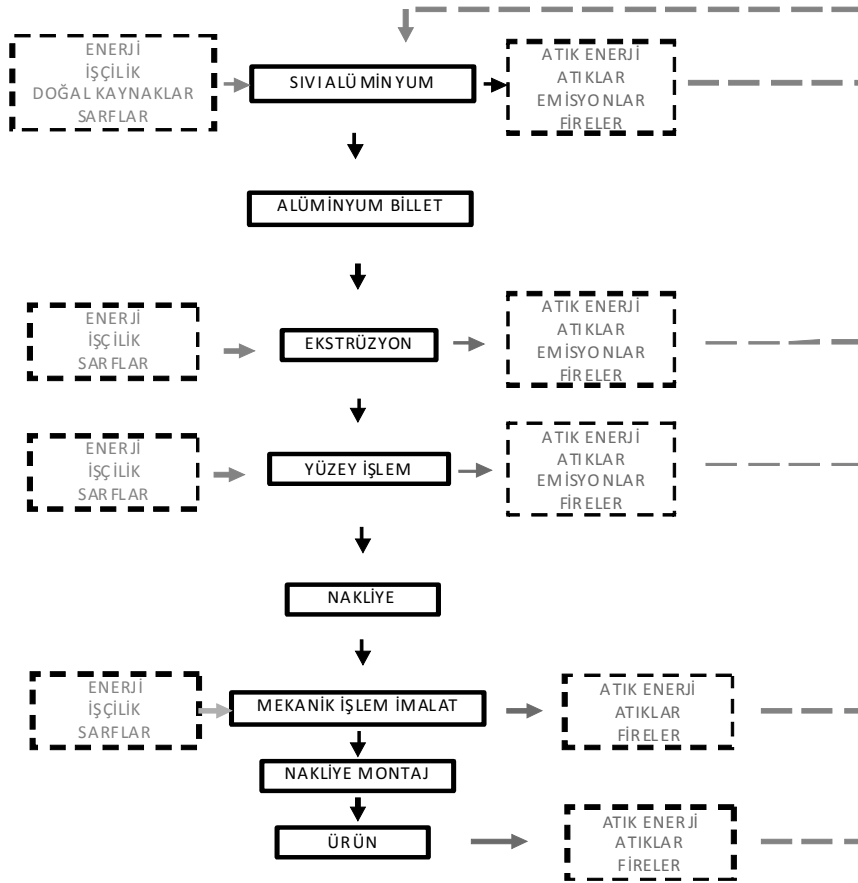 ENERJİ
İŞÇİLİK
DOĞAL KAYNAKLAR
SARFLAR
SIVI ALÜMİNYUM
ATIK ENERJİ
ATIKLAR
EMİSYONLAR
FİRELER
ALÜMİNYUM BİLLET
ENERJİ
İŞÇİLİK
SARFLAR
EKSTRÜZYON
ATIK ENERJİ
ATIKLAR
EMİSYONLAR
FİRELER
ENERJİ
İŞÇİLİK
SARFLAR
YÜZEY İŞLEM
ATIK ENERJİ
ATIKLAR
EMİSYONLAR
FİRELER
NAKLİYE
ENERJİ
İŞÇİLİK
SARFLAR
MEKANİK İŞLEM İMALAT
ATIK ENERJİ
ATIKLAR
FİRELER
NAKLİYE MONTAJ
ÜRÜN
ATIK ENERJİ
ATIKLAR
FİRELER